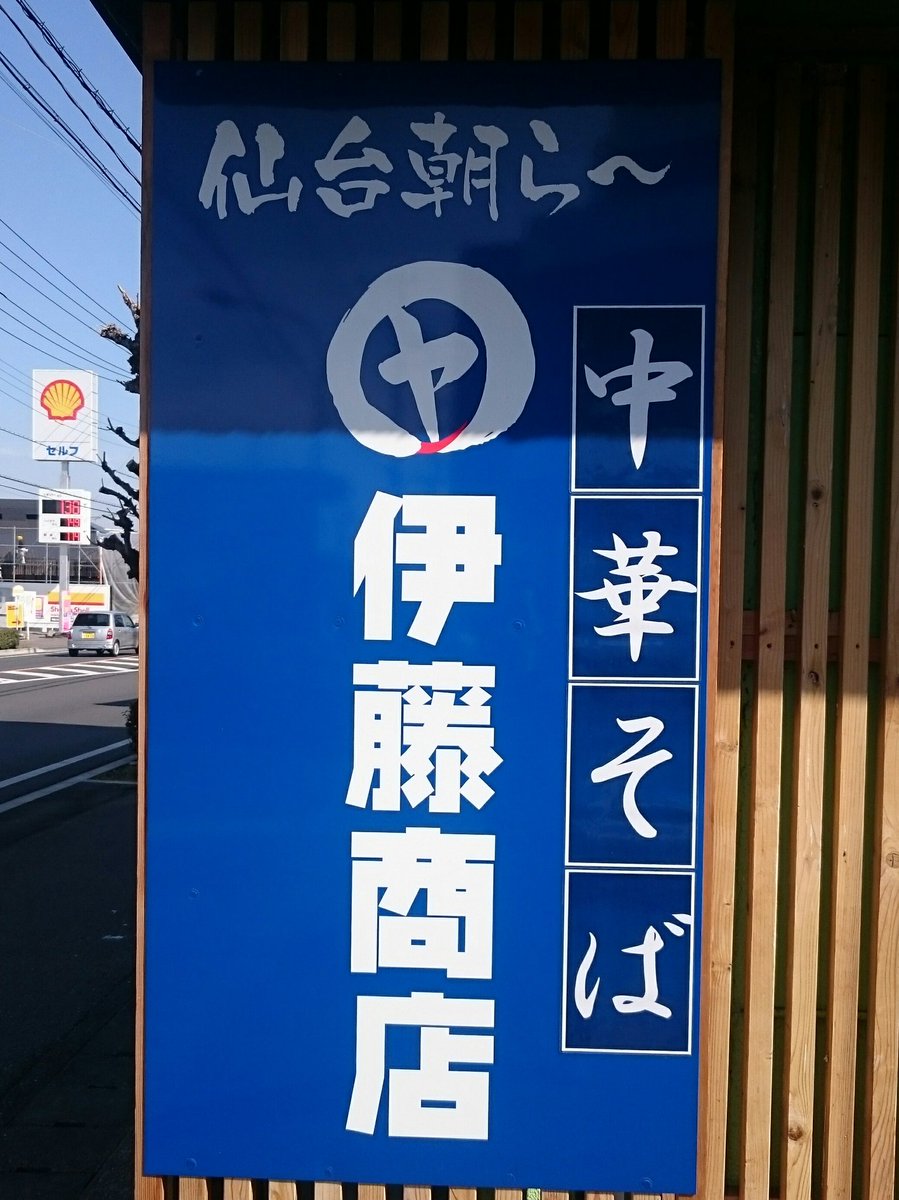 仙台朝ら〜
中華そば
ヤ
伊藤商店
セルフ